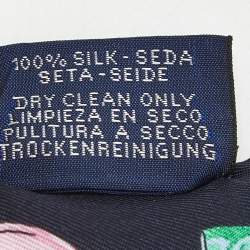 100% SILK-SEDA
SETA-SEIDE
DRY CLEAN ONLY
LIMPIEZA EN SECO
PULITURA A SECCO
TROCKENREINIGUNG